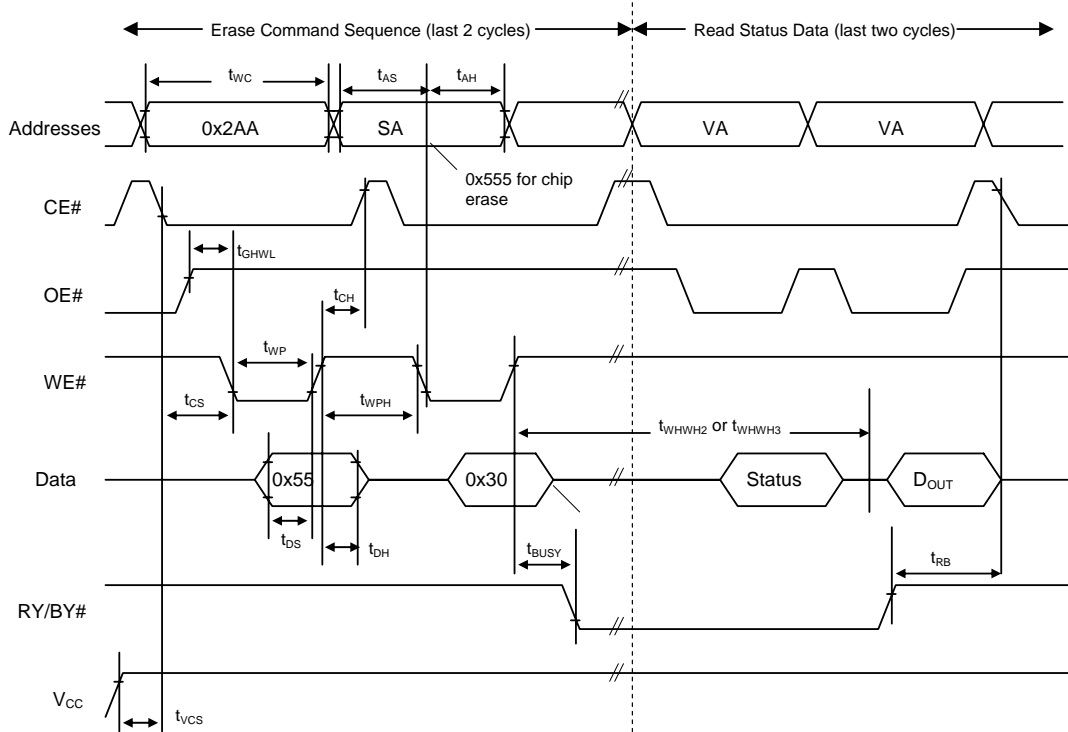 Erase Command Sequence (last 2 cycles)
Read Status Data (last two cycles)
tWC
tAS
tAH
Addresses
0x2AA
SA
VA
VA
0x555 for chip
erase
CE#
tGHWL
OE#
tCH
tWP
WE#
tCS
tWPH
tWHWH2 or tWHWH3
Data
0x55
0x30
Status
DOUT
tDS
tDH
tBUSY
tRB
RY/BY#
VCC
tVCS